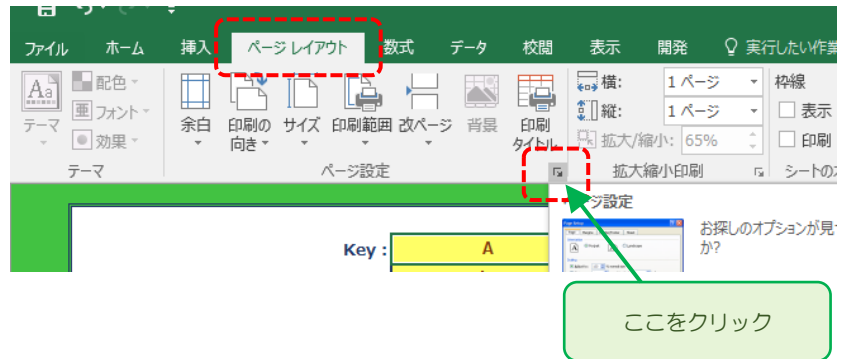 ファイル ホーム 挿入 ページ レイアウト 数式 データ 校閲 表示 開発 実行したい作業
Aa 配色 横: 1 ページ 枠線
亜 フォント 縦: 1 ページ 表示
テーマ 効果 余白 印刷の サイズ 印刷範囲 改ページ 背景 印刷 拡大/縮小: 65% 印刷
向き タイトル
テーマ ページ設定 拡大縮小印刷 シートの
ページ設定
お探しのオプションが見
か?
Key : A
ここをクリック